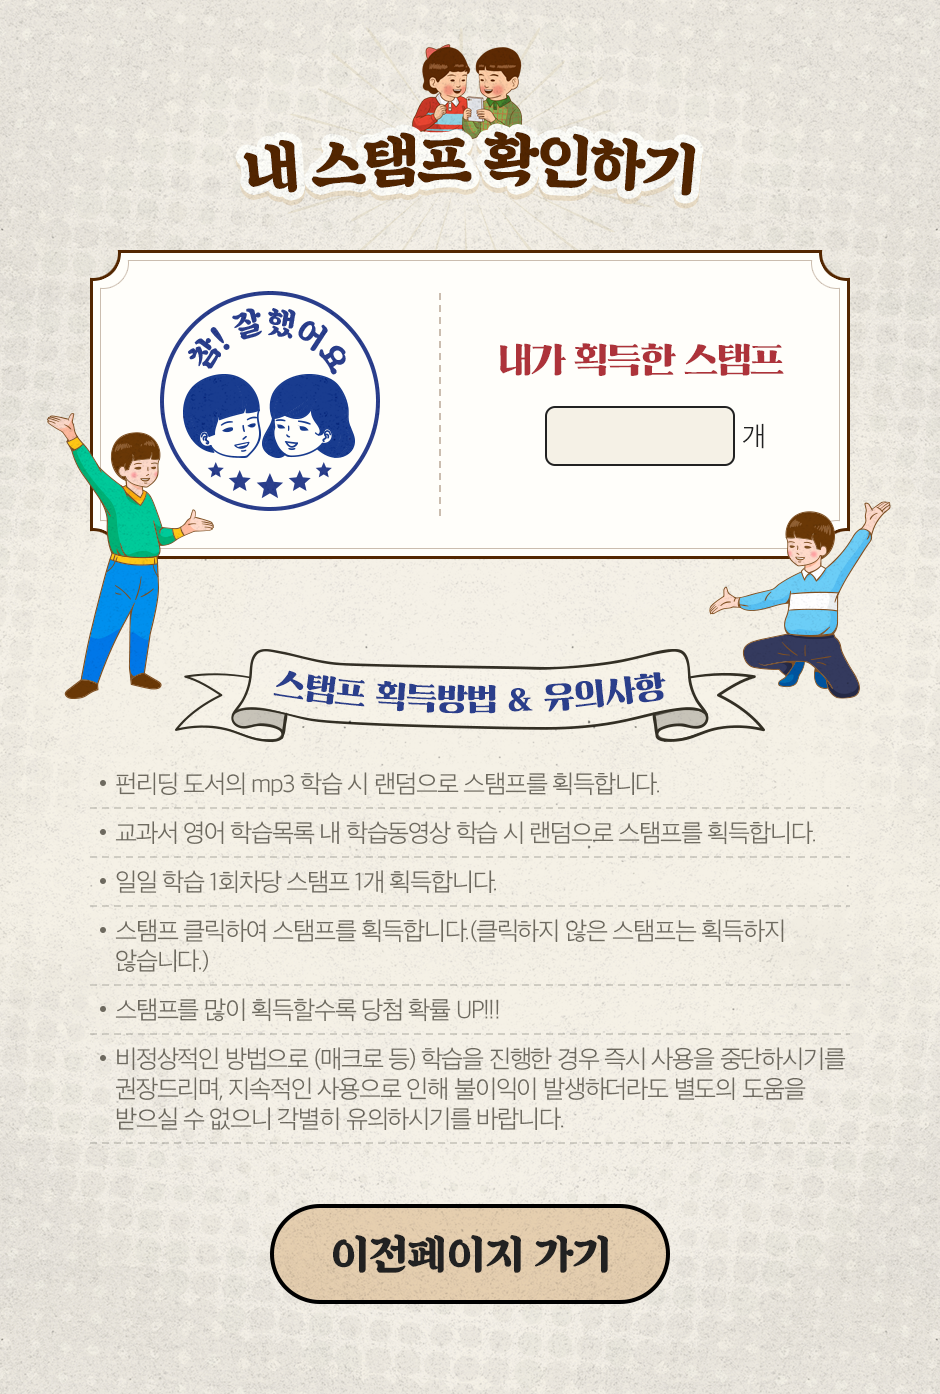 내 스탬프 확인하기
참! 잘했어요
내가 획득한 스탬프
개
스탬프 획득방법 & 유의사항
• 펀리딩 도서의 mp3 학습 시 랜덤으로 스탬프를 획득합니다.
• 교과서 영어 학습목록 내 학습동영상 학습 시 랜덤으로 스탬프를 획득합니다.
• 일일 학습 1회차당 스탬프 1개 획득합니다.
• 스탬프 클릭하여 스탬프를 획득합니다.(클릭하지 않은 스탬프는 획득하지
않습니다.)
• 스탬프를 많이 획득할수록 당첨 확률 UP!!!
• 비정상적인 방법으로 (매크로 등) 학습을 진행한 경우 즉시 사용을 중단하시기를
권장드리며, 지속적인 사용으로 인해 불이익이 발생하더라도 별도의 도움을
받으실 수 없으니 각별히 유의하시기를 바랍니다.
이전페이지 가기